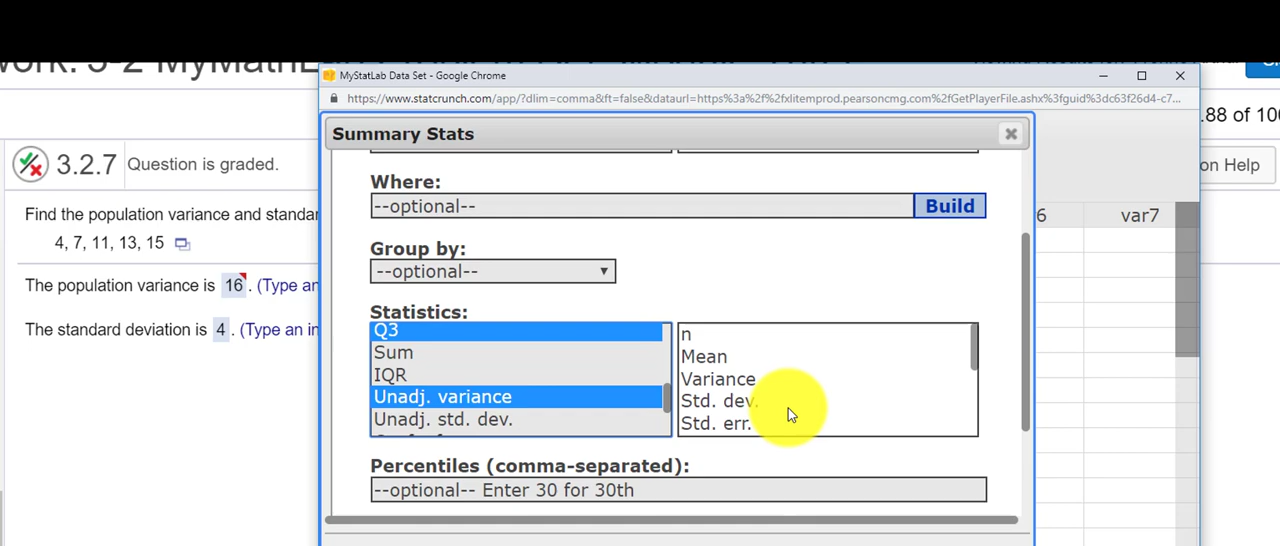 MyStatLab Data Set - Google Chrome
https://www.statcrunch.com/app/?dlim=comma&ft=false&dataurl=https%3a%2f%2fxlitemprod.pearsoncmg.com%2fGetPlayerFile.ashx%3fguid%3dc63f26d4-c7...
Summary Stats
.88 of 100
3.2.7 Question is graded.
on Help
Where:
--optional--
Build
Find the population variance and standar
4, 7, 11, 13, 15
6
var7
Group by:
--optional--
The population variance is 16. (Type an
The standard deviation is 4. (Type an in
Statistics:
Q3
Sum
IQR
Unadj. variance
Unadj. std. dev.
n
Mean
Variance
Std. dev.
Std. err.
Percentiles (comma-separated):
--optional-- Enter 30 for 30th